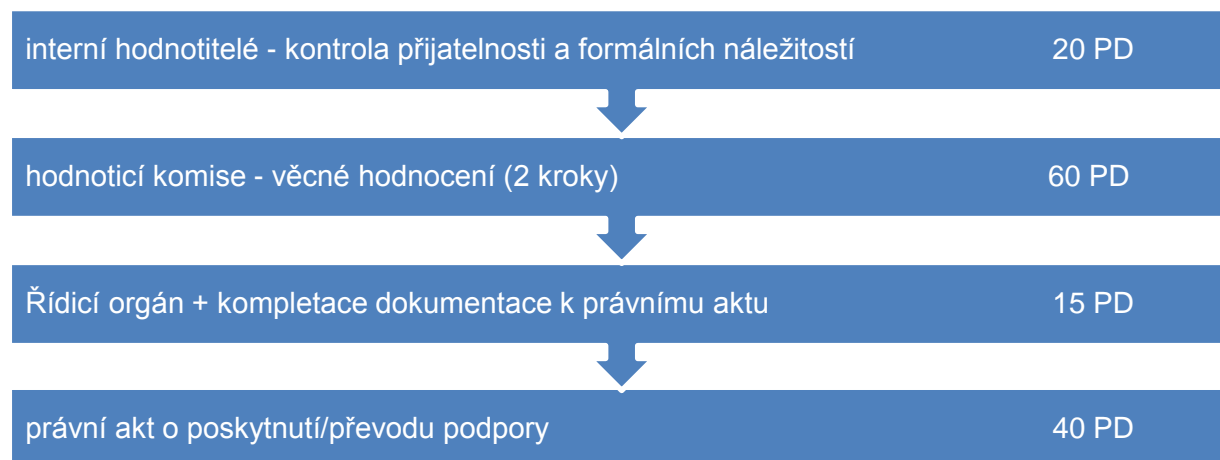 interní hodnotitelé - kontrola přijatelnosti a formálních náležitostí 20 PD
hodnoticí komise - věcné hodnocení (2 kroky) 60 PD
Řídicí orgán + kompletace dokumentace k právnímu aktu 15 PD
právní akt o poskytnutí/převodu podpory 40 PD